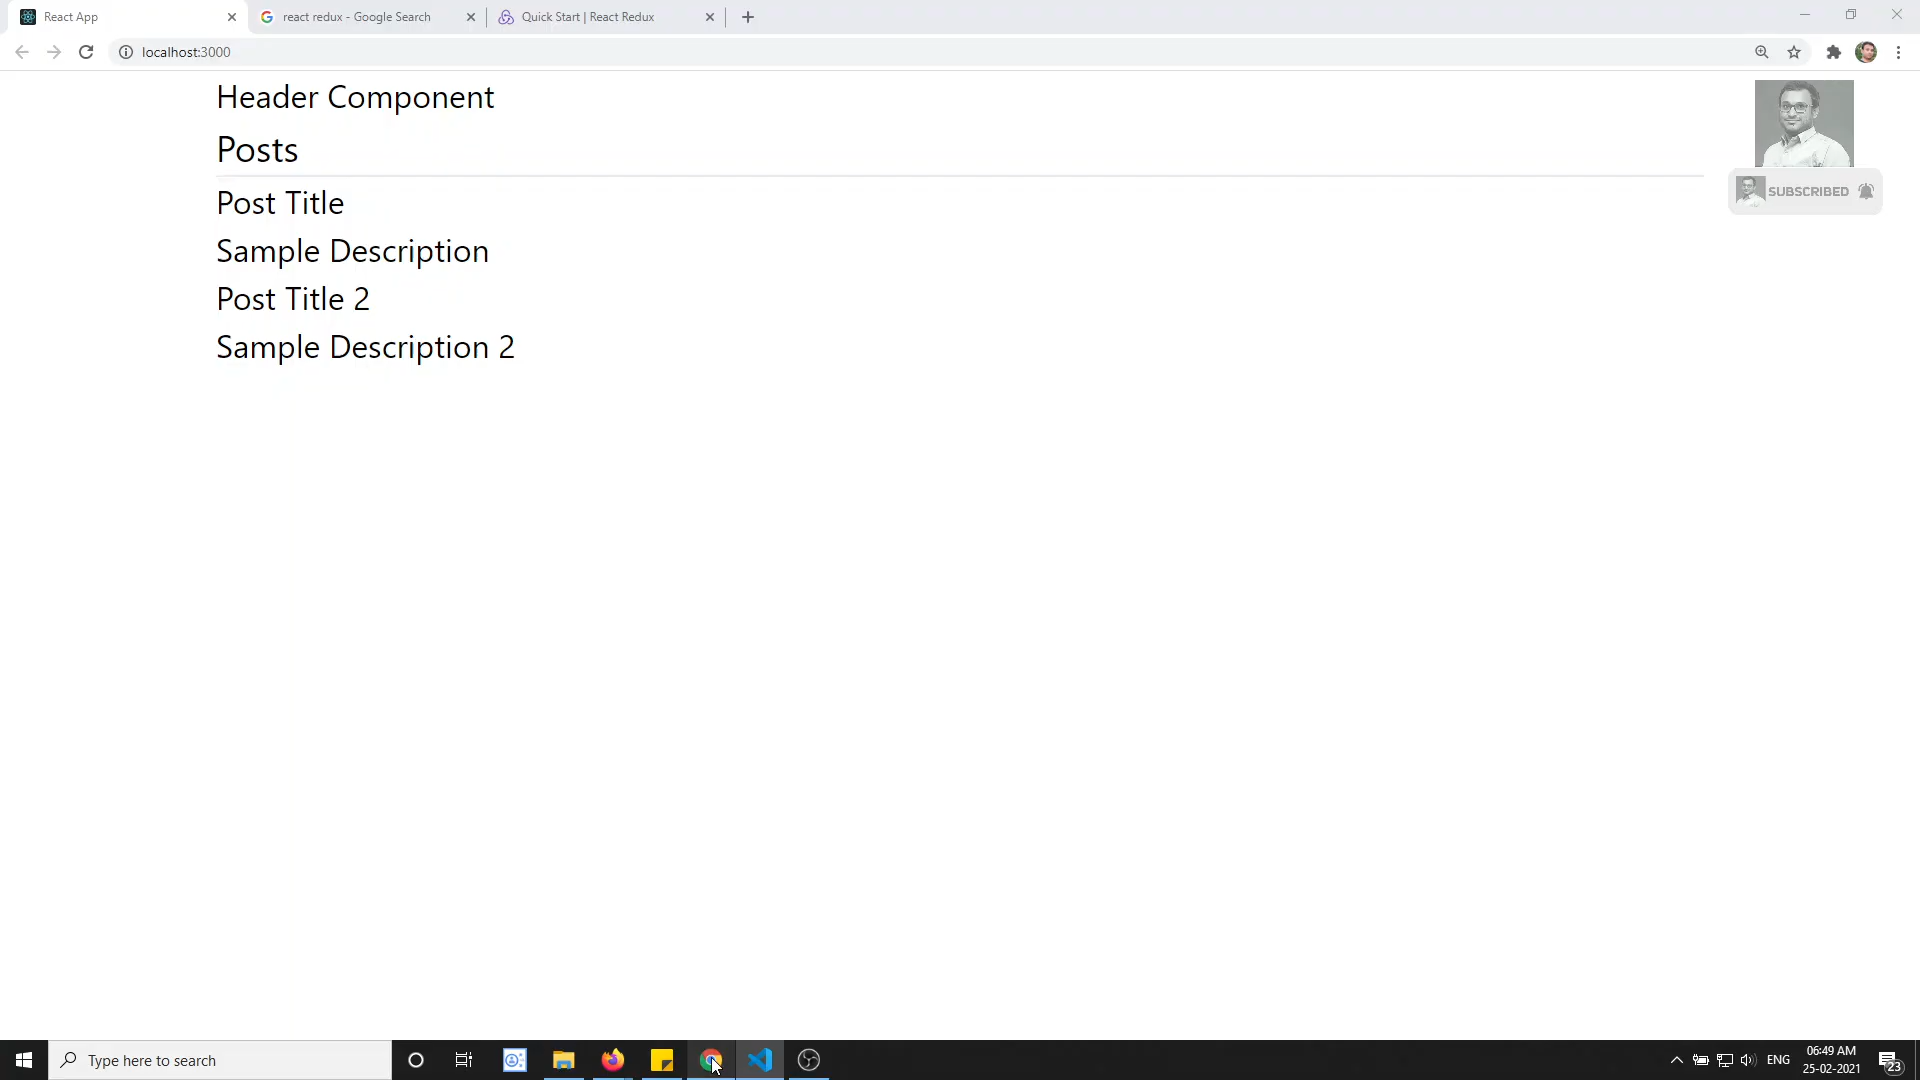 React App
react redux - Google Search
Quick Start | React Redux
localhost:3000
Header Component
Posts
SUBSCRIBED
Post Title
Sample Description
Post Title 2
Sample Description 2
Type here to search
ENG
06:49 AM
25-02-2021
23